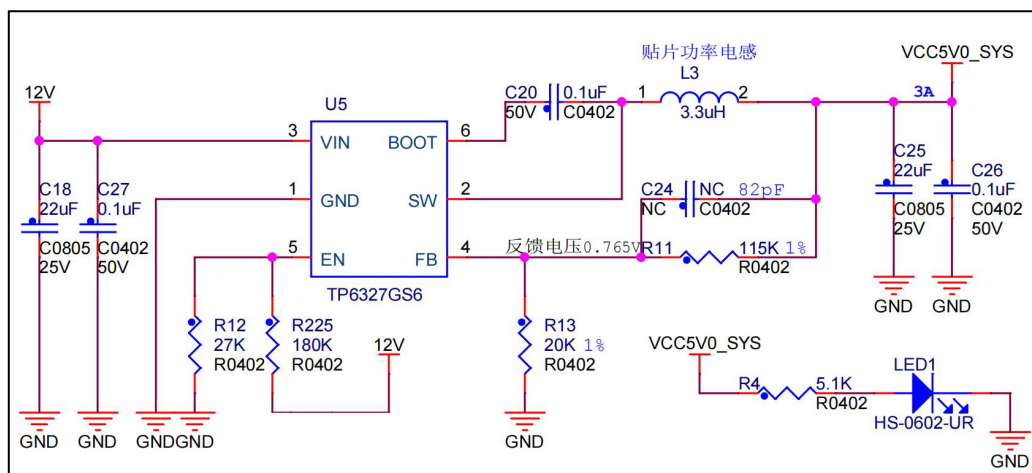 贴片功率电感
VCC5V0_SYS
12V
U5
C20
50V
0.1uF
C0402
L3
1
2
3.3uH
3A
3
VIN
BOOT
6
1
GND
SW
2
5
EN
FB
4
TP6327GS6
C18
22uF
C0805
25V
C27
0.1uF
C0402
50V
C24
NC
NC
82pF
C0402
反馈电压0.765V
R11
115K
1%
R0402
C25
22uF
C0805
25V
C26
0.1uF
C0402
50V
GND
GND
R12
27K
R0402
R225
180K
R0402
12V
R13
20K
1%
R0402
VCC5V0_SYS
R4
5.1K
R0402
LED1
HS-0602-UR
GND
GND
GND
GND
GND
GND